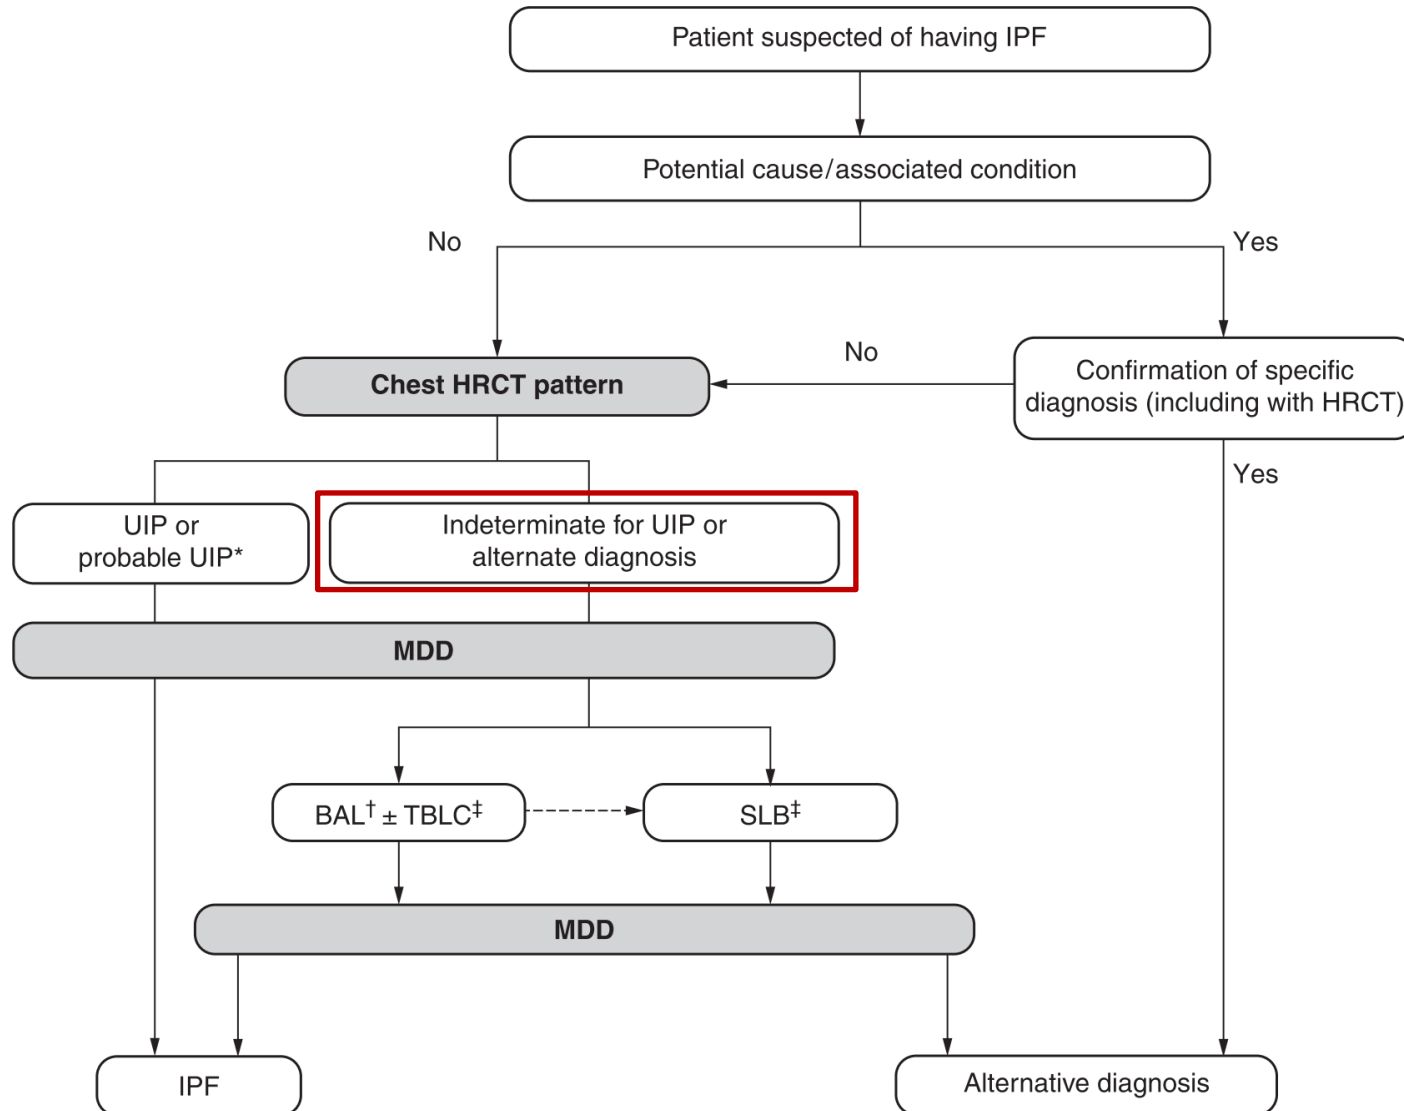 Patient suspected of having IPF
Potential cause/associated condition
No
Yes
No
Chest HRCT pattern
Confirmation of specific
diagnosis (including with HRCT)
Yes
UIP or
probable UIP*
Indeterminate for UIP or
alternate diagnosis
MDD
BAL† ± TBLC‡
SLB‡
MDD
IPF
Alternative diagnosis